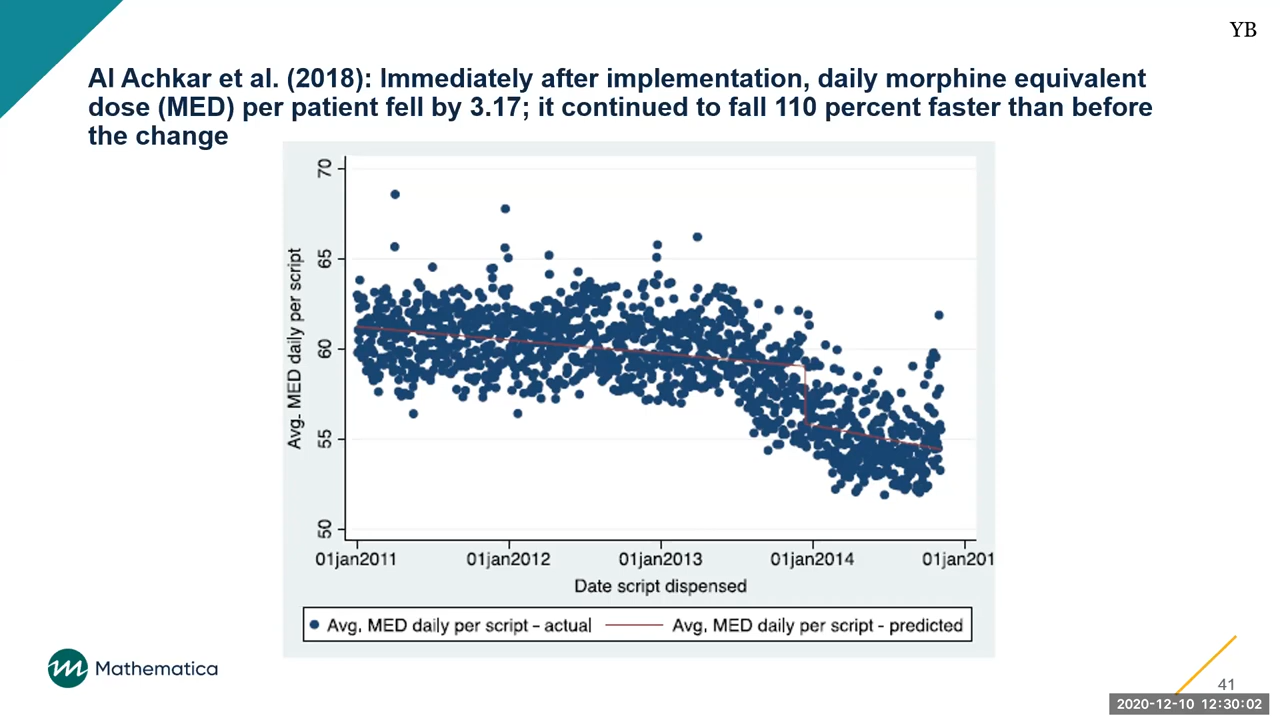 YB
Al Achkar et al. (2018): Immediately after implementation, daily morphine equivalent
dose (MED) per patient fell by 3.17; it continued to fall 110 percent faster than before
the change
70
65
60
55
50
Avg. MED daily per script
01jan2011 01jan2012 01jan2013 01jan2014 01jan201
Date script dispensed
Avg. MED daily per script - actual Avg. MED daily per script - predicted
Mathematica
41
2020-12-10 12:30:02